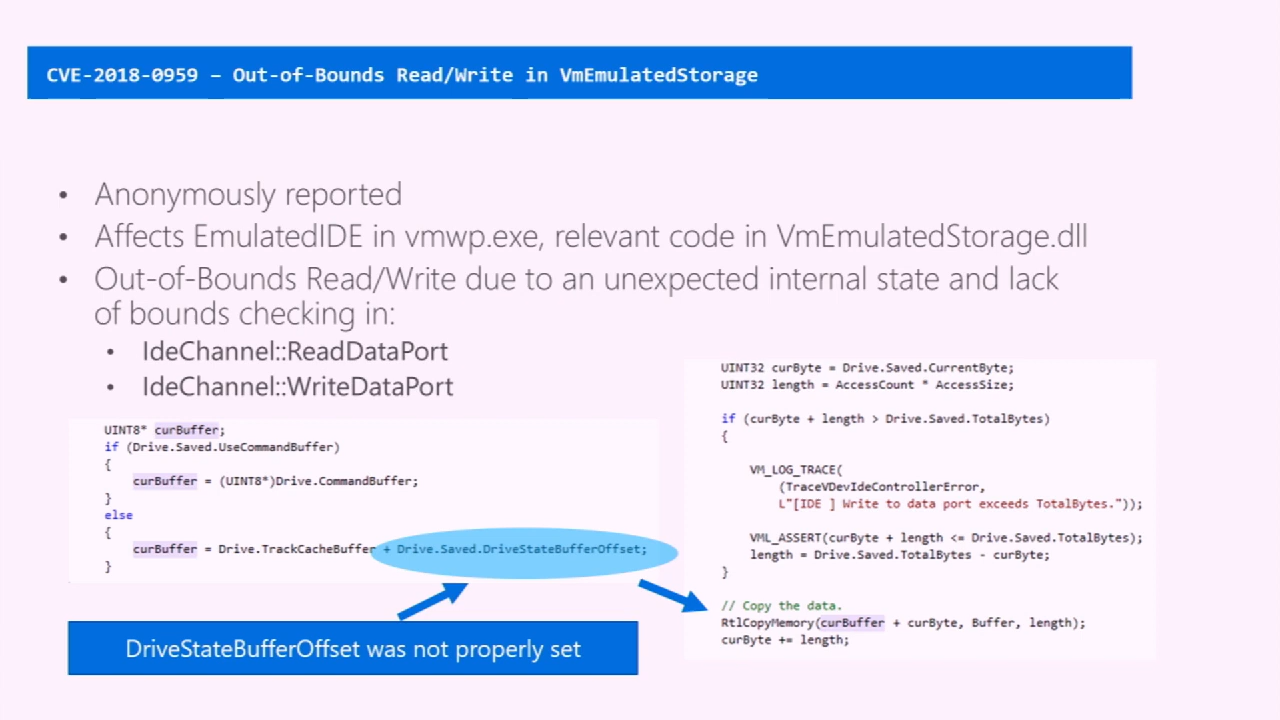 CVE-2018-0959 – Out-of-Bounds Read/Write in VmEmulatedStorage
• Anonymously reported
• Affects EmulatedIDE in vmwp.exe, relevant code in VmEmulatedStorage.dll
• Out-of-Bounds Read/Write due to an unexpected internal state and lack
of bounds checking in:
• IdeChannel::ReadDataPort
• IdeChannel::WriteDataPort
UINT8* curBuffer;
if (Drive.Saved.UseCommandBuffer)
{
curBuffer = (UINT8*)Drive.CommandBuffer;
}
else
{
curBuffer = Drive.TrackCacheBuffer + Drive.Saved.DriveStateBufferOffset;
}
DriveStateBufferOffset was not properly set
UINT32 curByte = Drive.Saved.CurrentByte;
UINT32 length = AccessCount * AccessSize;
if (curByte + length > Drive.Saved.TotalBytes)
{
VM_LOG_TRACE(
(TraceVDevIdeControllerError,
L"[IDE ] Write to data port exceeds TotalBytes."));
VML_ASSERT(curByte + length <= Drive.Saved.TotalBytes);
length = Drive.Saved.TotalBytes - curByte;
}
// Copy the data.
RtlCopyMemory(curBuffer + curByte, Buffer, length);
curByte += length;